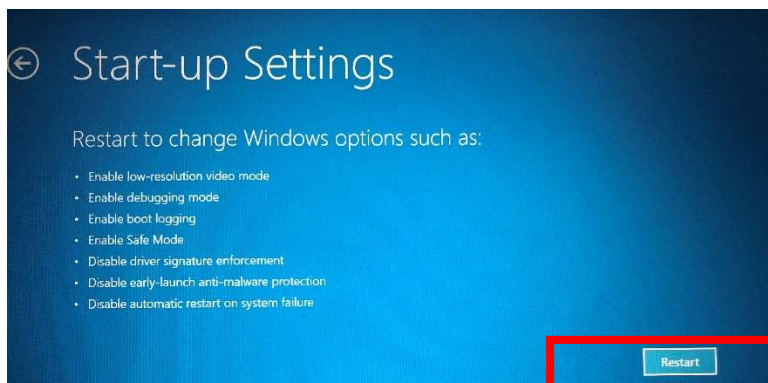 Start-up Settings
Restart to change Windows options such as:
• Enable low-resolution video mode
• Enable debugging mode
• Enable boot logging
• Enable Safe Mode
• Disable driver signature enforcement
• Disable early-launch anti-malware protection
• Disable automatic restart on system failure
Restart